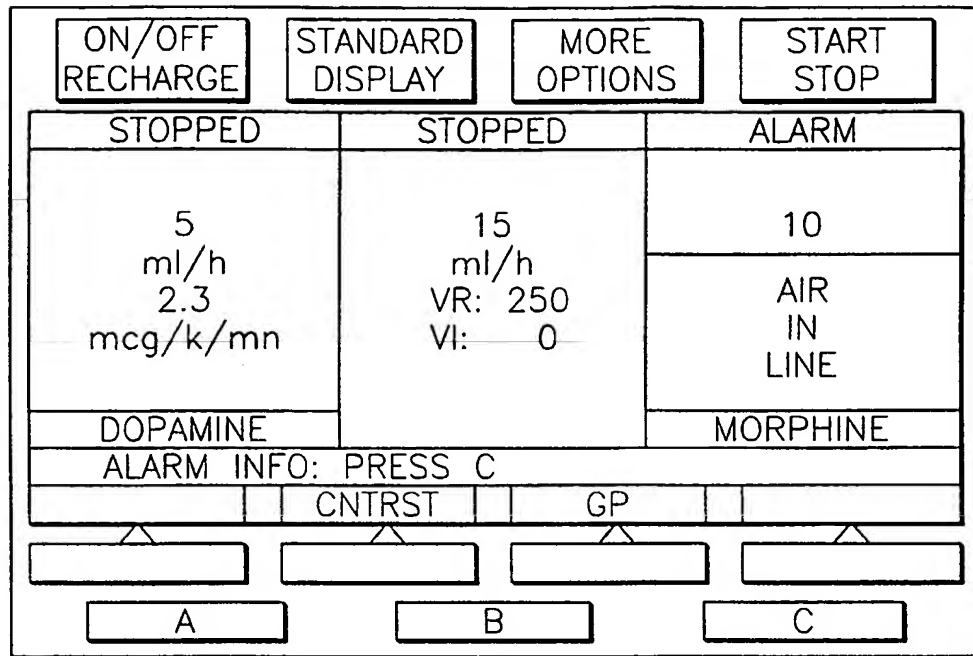 ON/OFF RECHARGE
STANDARD DISPLAY
MORE OPTIONS
START STOP
STOPPED
5
ml/h
2.3
mcg/k/mn
DOPAMINE
STOPPED
15
ml/h
VR: 250
VI: 0
ALARM
10
AIR
IN
LINE
MORPHINE
ALARM INFO: PRESS C
CNTRST GP
A B C